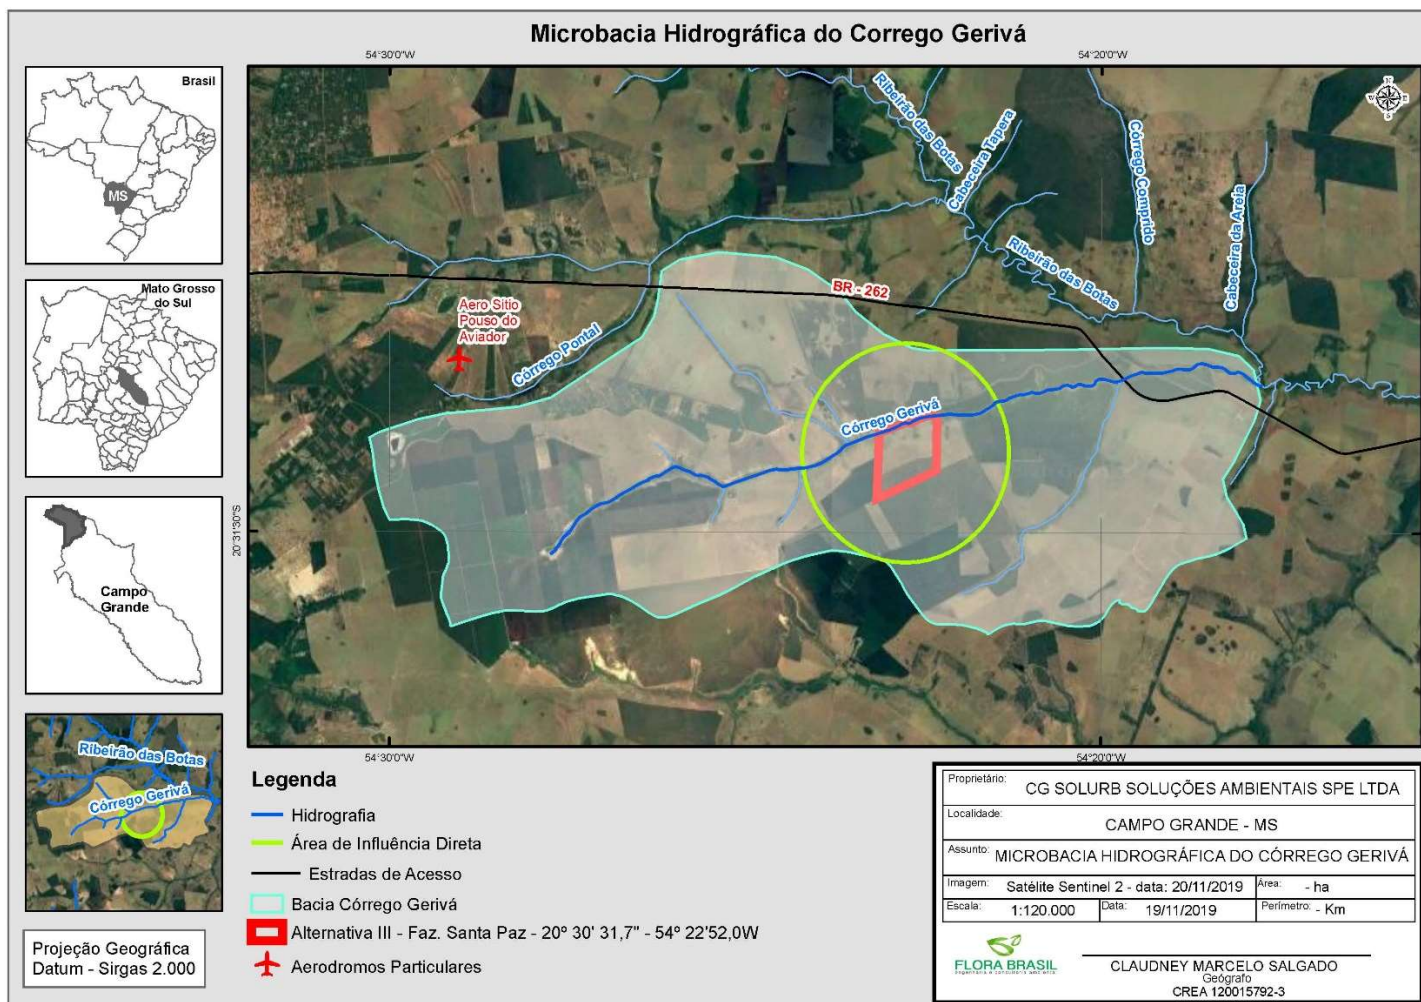 Microbacia Hidrográfica do Corrego Gerivá
54°30'0"W
54°20'0"W
Brasil
MS
Mato Grosso
do Sul
Campo
Grande
Ribeirão das Botas
Córrego Gerivá
Projeção Geográfica
Datum - Sirgas 2.000
Ribeirão das Botas
Cabeceira Tapera
Córrego Comprido
Cabeceira da Areia
Ribeirão das Botas
BR - 262
Aero Sitio
Pouso do
Aviador
Córrego Pontal
Córrego Gerivá
20°31'30"S
54°30'0"W
54°20'0"W
N
E
S
W
Legenda
Hidrografia
Área de Influência Direta
Estradas de Acesso
Bacia Córrego Gerivá
Alternativa III - Faz. Santa Paz - 20º 30' 31,7" - 54º 22'52,0W
Aerodromos Particulares
Proprietário: CG SOLURB SOLUÇÕES AMBIENTAIS SPE LTDA
Localidade: CAMPO GRANDE - MS
Assunto: MICROBACIA HIDROGRÁFICA DO CÓRREGO GERIVÁ
Imagem: Satélite Sentinel 2 - data: 20/11/2019 Área: - ha
Escala: 1:120.000 Data: 19/11/2019 Perímetro: - Km
FLORA BRASIL
engenharia e consultoria ambiental
CLAUDNEY MARCELO SALGADO
Geógrafo
CREA 120015792-3